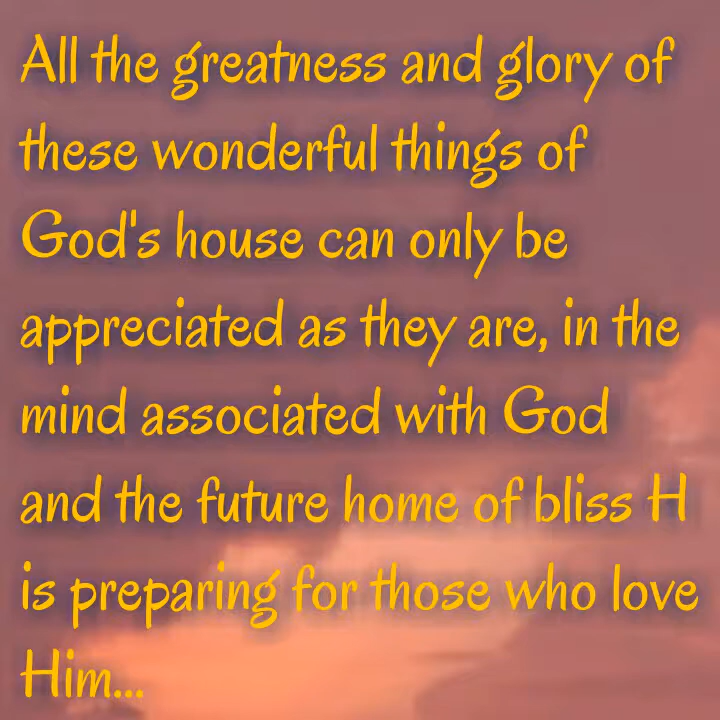 All the greatness and glory of
these wonderful things of
God's house can only be
appreciated as they are, in the
mind associated with God
and the future home of bliss H
is preparing for those who love
Him...